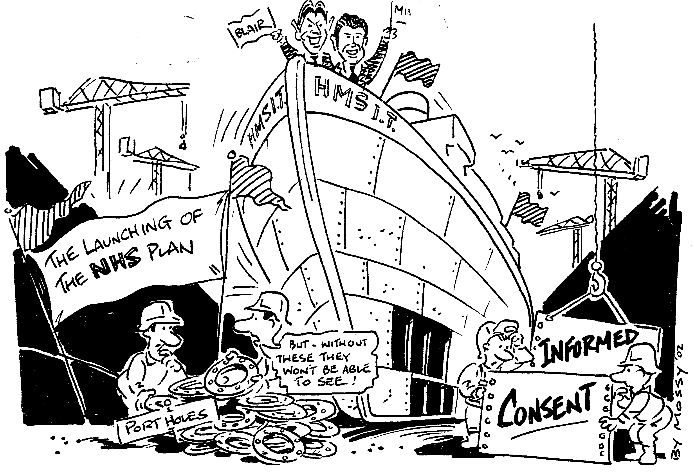 BLAIR
M13
HMS I.T.
HMS I.T.
THE LAUNCHING OF
THE NHS PLAN
BUT - WITHOUT
THESE THEY
WON'T BE ABLE
TO SEE!
PORT HOLES
INFORMED
CONSENT
BY MOSSY '02